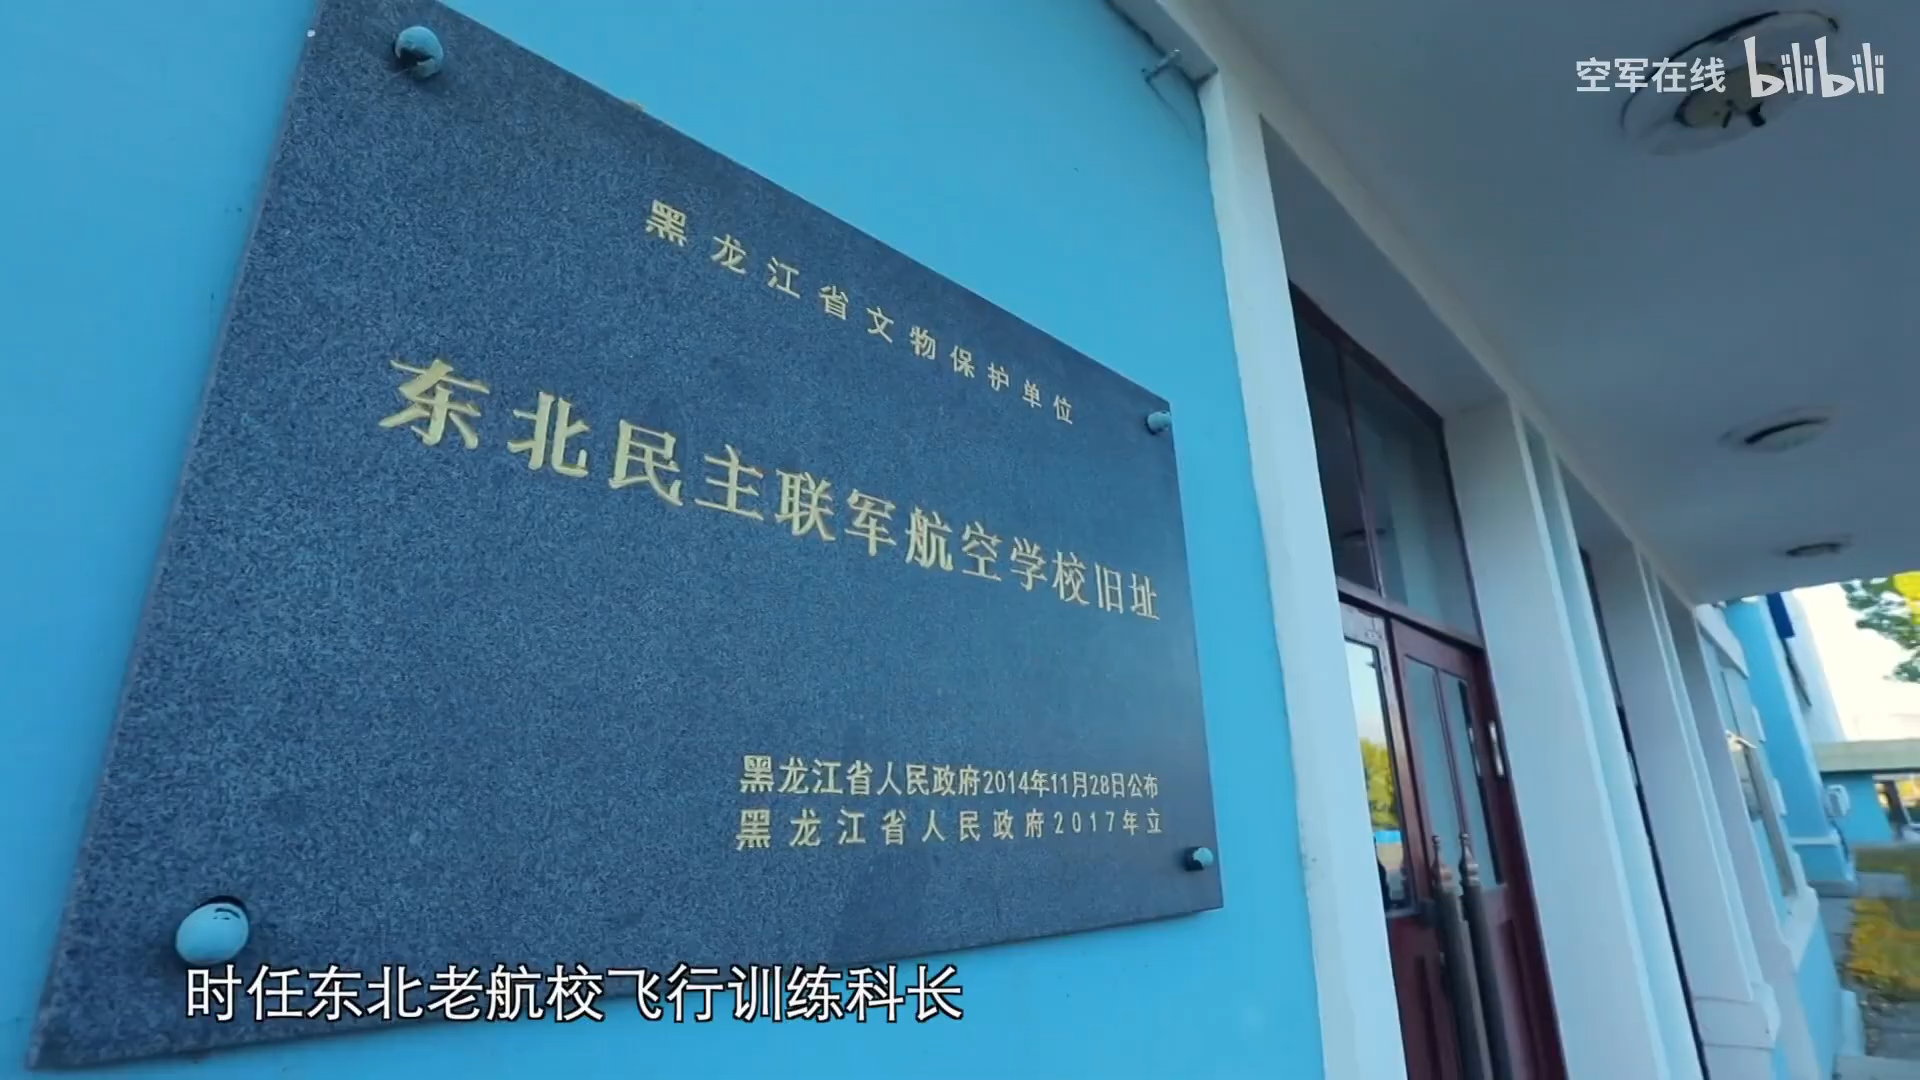 空军在线 bilibili
黑龙江省文物保护单位
东北民主联军航空学校旧址
黑龙江省人民政府2014年11月28日公布
黑龙江省人民政府2017年立
时任东北老航校飞行训练科长